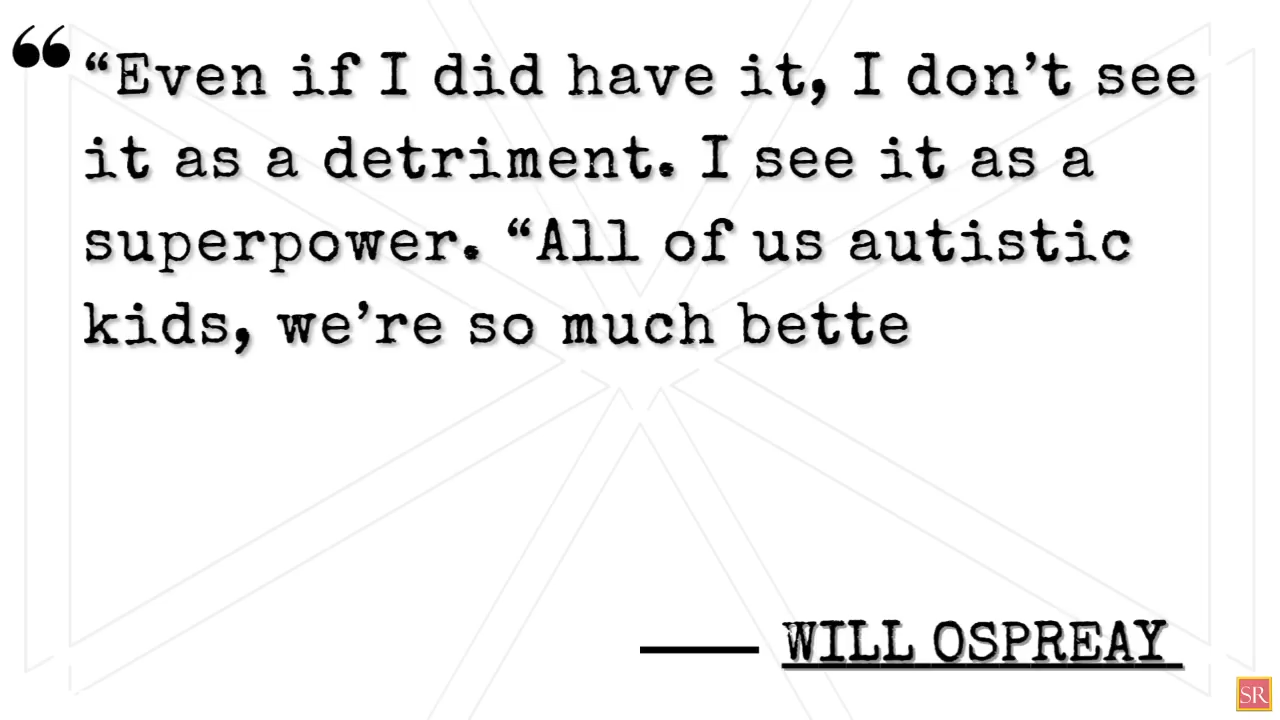 “
“Even if I did have it, I don’t see
it as a detriment. I see it as a
superpower. “All of us autistic
kids, we’re so much bette
WILL OSPREAY
SR